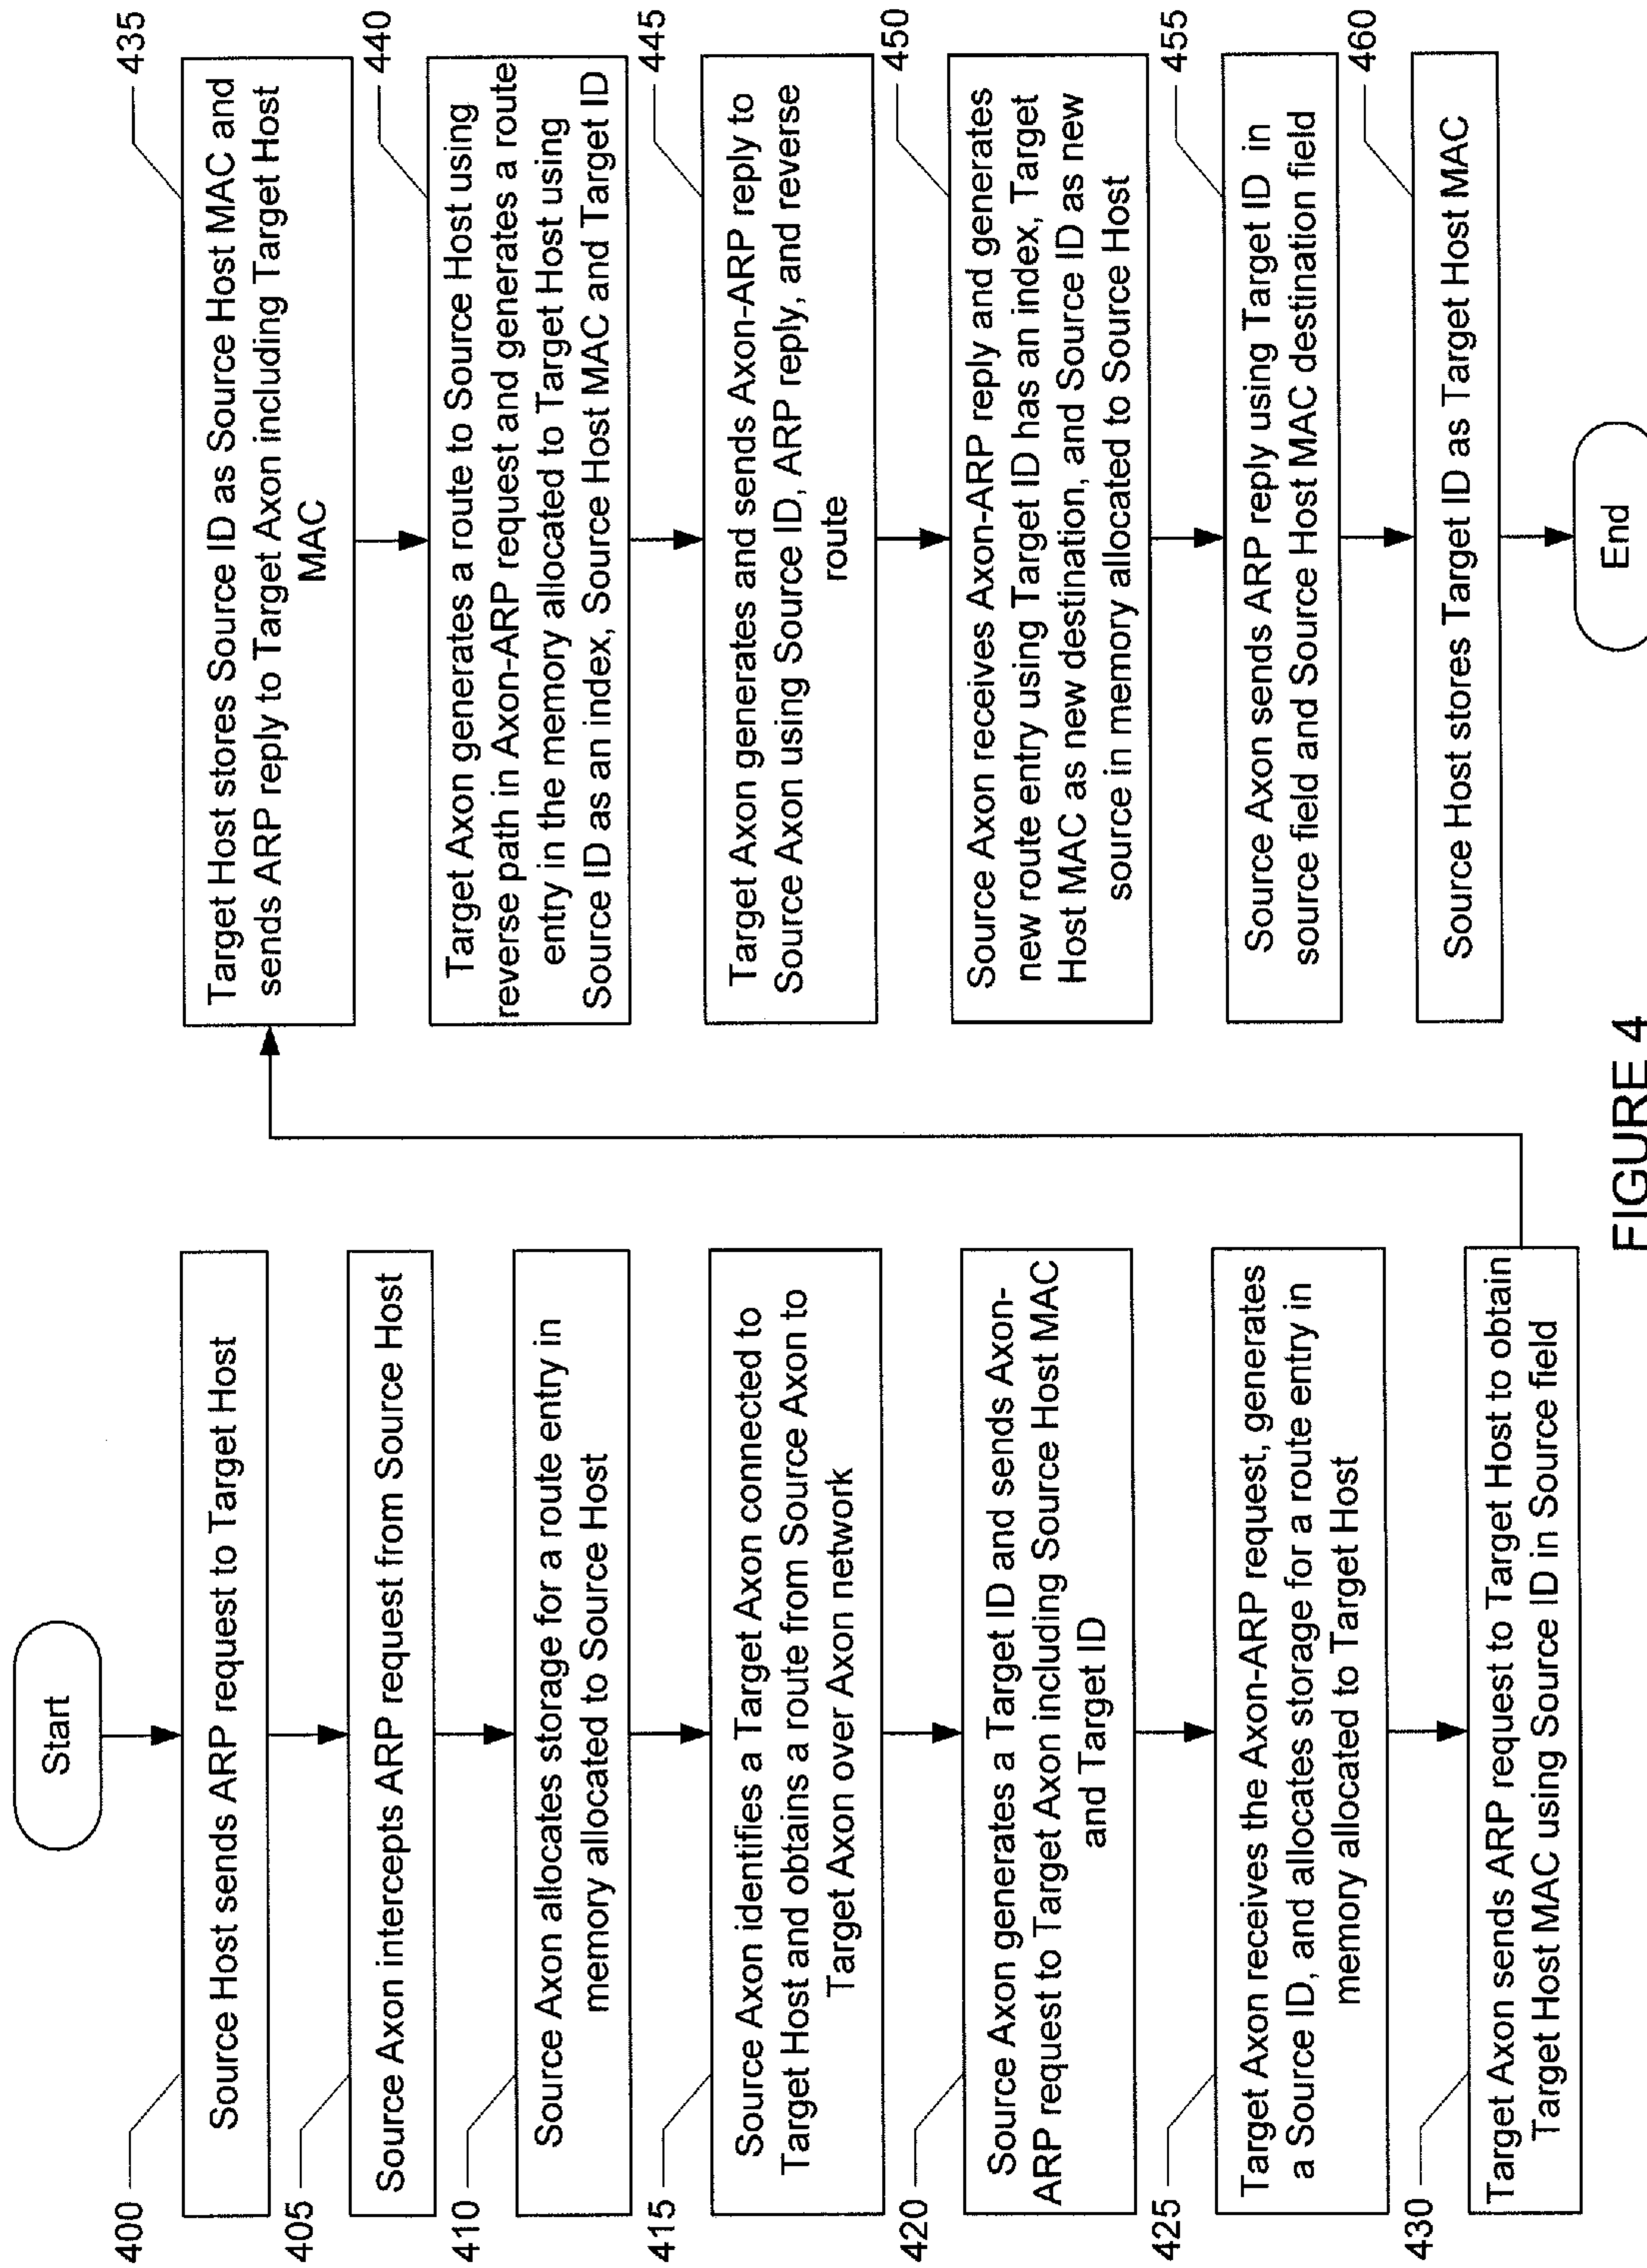 Start
400
Source Host sends ARP request to Target Host
405
Source Axon intercepts ARP request from Source Host
410
Source Axon allocates storage for a route entry in
memory allocated to Source Host
415
Source Axon identifies a Target Axon connected to
Target Host and obtains a route from Source Axon to
Target Axon over Axon network
420
Source Axon generates a Target ID and sends Axon-
ARP request to Target Axon including Source Host MAC
and Target ID
425
Target Axon receives the Axon-ARP request, generates
a Source ID, and allocates storage for a route entry in
memory allocated to Target Host
430
Target Axon sends ARP request to Target Host to obtain
Target Host MAC using Source ID in Source field
435
Target Host stores Source ID as Source Host MAC and
sends ARP reply to Target Axon including Target Host
MAC
440
Target Axon generates a route to Source Host using
reverse path in Axon-ARP request and generates a route
entry in the memory allocated to Target Host using
Source ID as an index, Source Host MAC and Target ID
445
Target Axon generates and sends Axon-ARP reply to
Source Axon using Source ID, ARP reply, and reverse
route
450
Source Axon receives Axon-ARP reply and generates
new route entry using Target ID has an index, Target
Host MAC as new destination, and Source ID as new
source in memory allocated to Source Host
455
Source Axon sends ARP reply using Target ID in
source field and Source Host MAC destination field
460
Source Host stores Target ID as Target Host MAC
End
FIGURE 4